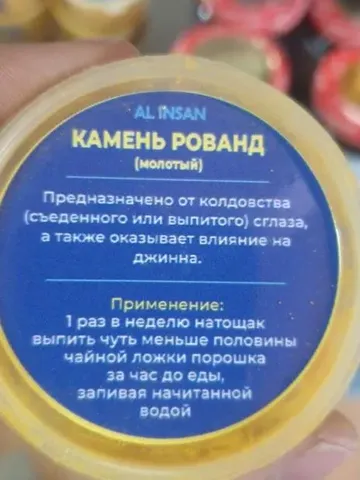 AL INSAN
КАМЕНЬ РОВАНД
(молотый)
Предназначено от колдовства
(съеденного или выпитого) сглаза,
а также оказывает влияние на
джинна.
Применение:
1 раз в неделю натощак
выпить чуть меньше половины
чайной ложки порошка
за час до еды,
запивая начитанной
водой